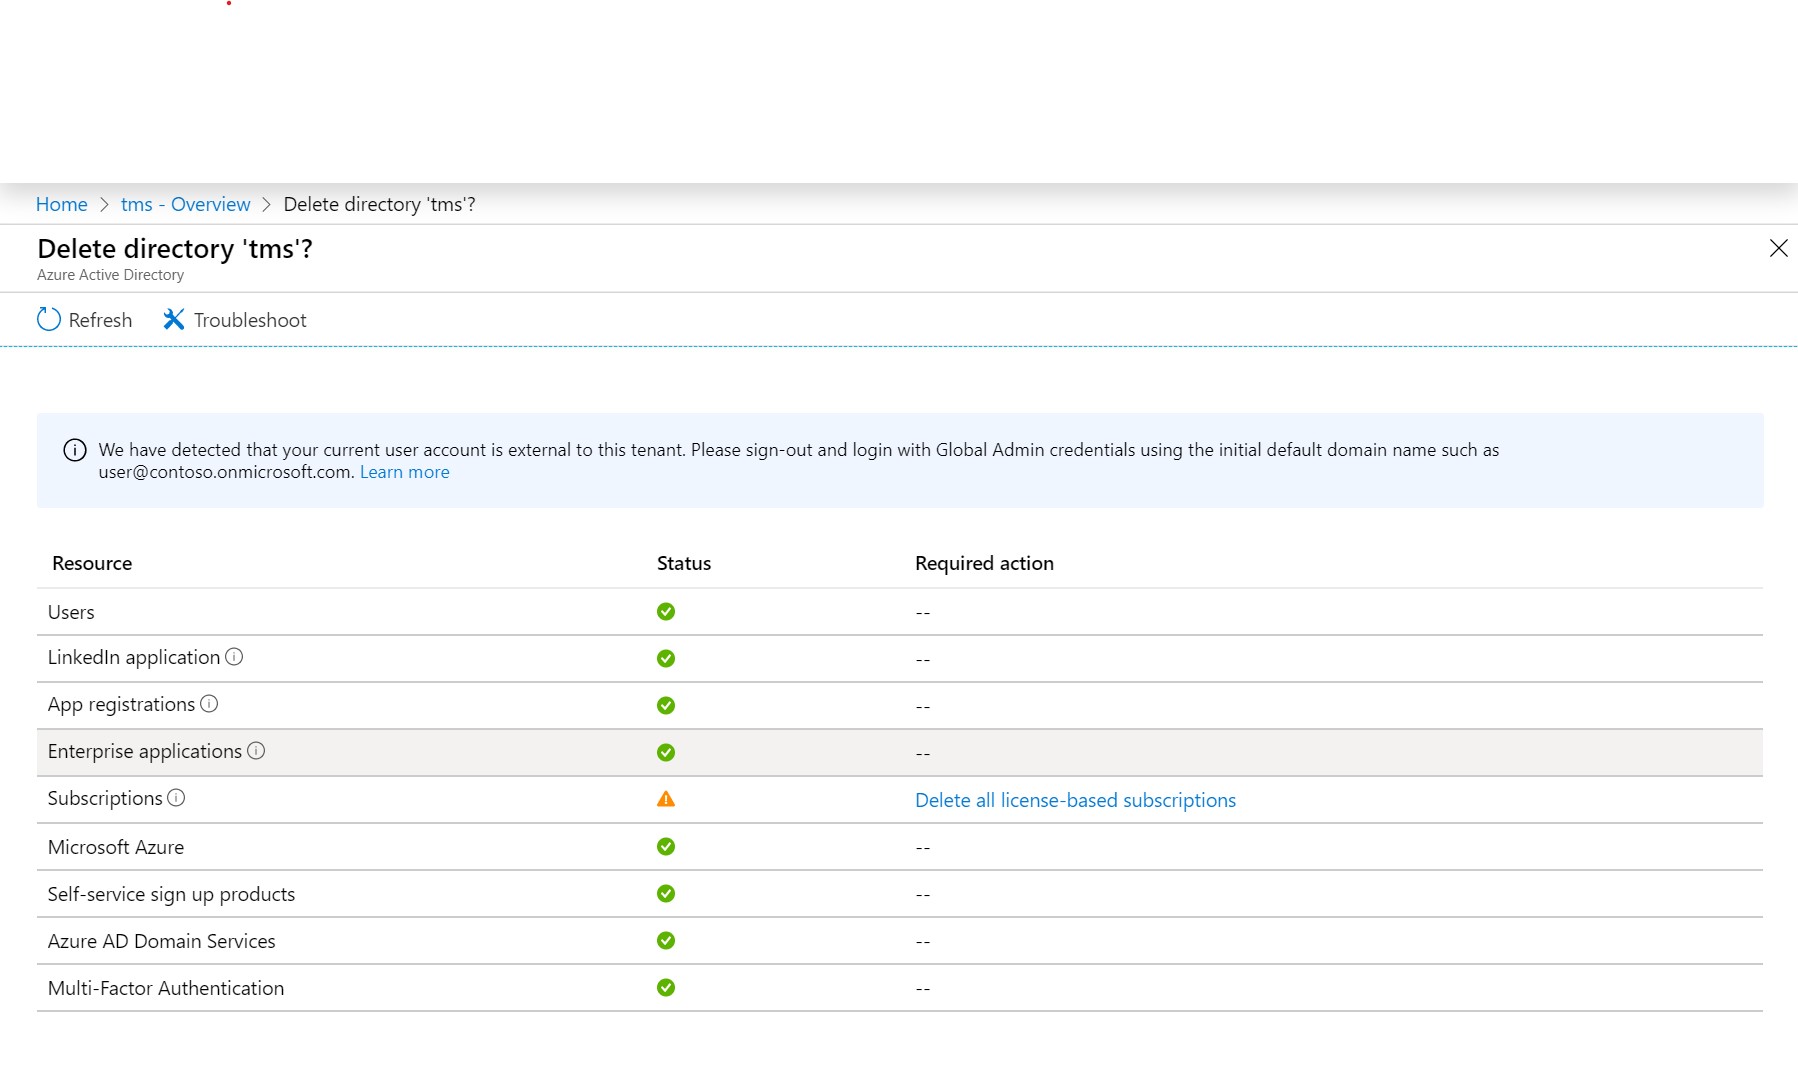 Home > tms - Overview > Delete directory 'tms'?
Delete directory 'tms'?
Azure Active Directory
Refresh Troubleshoot
We have detected that your current user account is external to this tenant. Please sign-out and login with Global Admin credentials using the initial default domain name such as
user@contoso.onmicrosoft.com. Learn more
Resource Status Required action
Users --
LinkedIn application --
App registrations --
Enterprise applications --
Subscriptions Delete all license-based subscriptions
Microsoft Azure --
Self-service sign up products --
Azure AD Domain Services --
Multi-Factor Authentication --